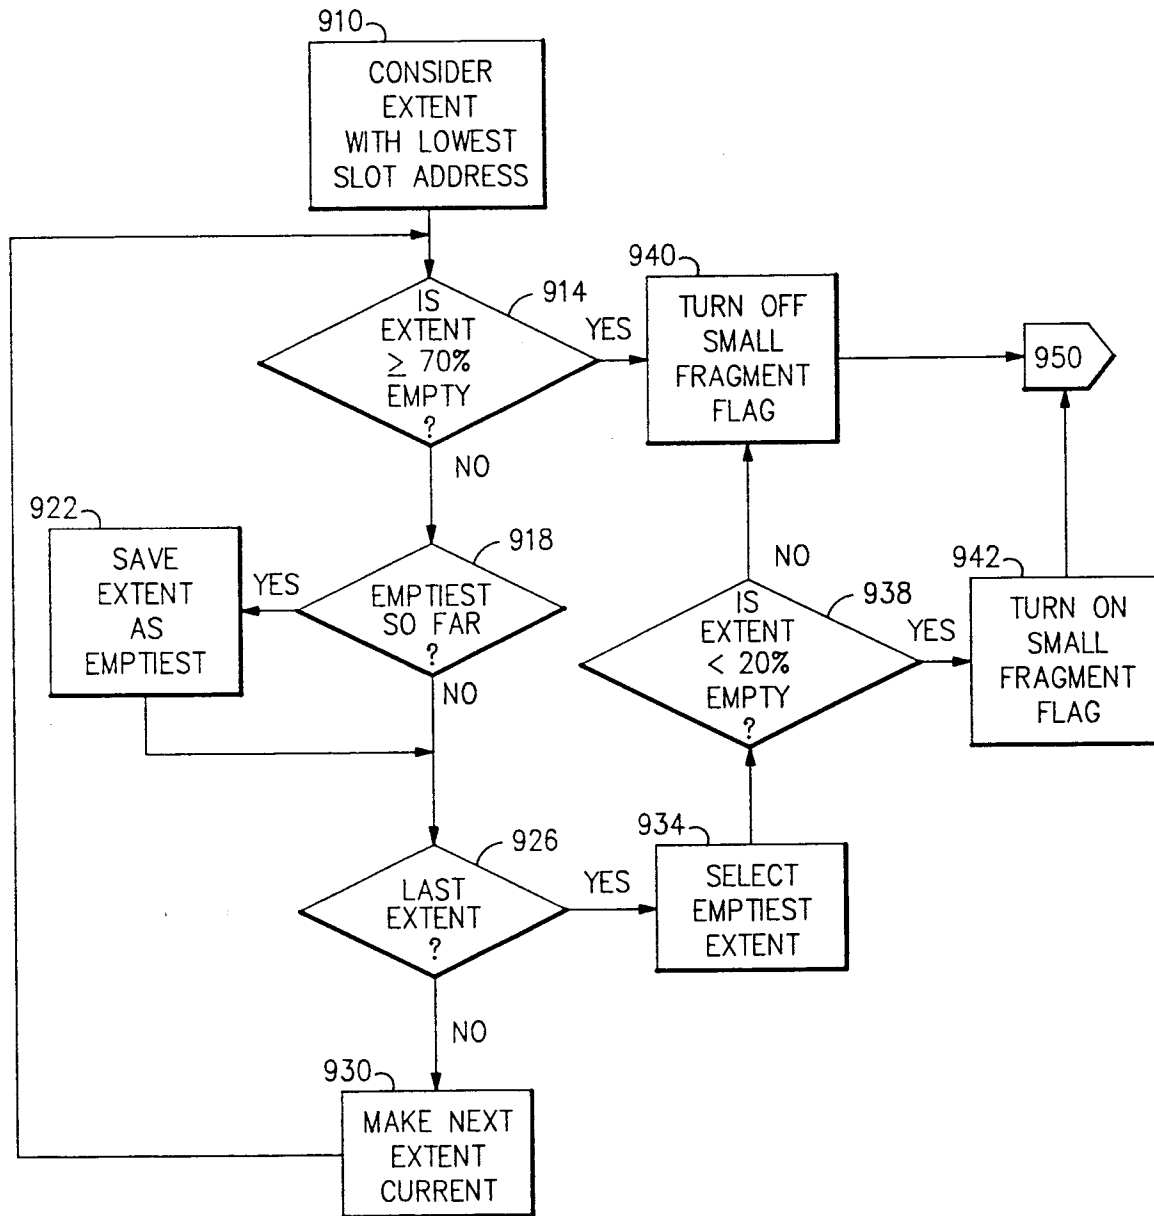 910
CONSIDER
EXTENT
WITH LOWEST
SLOT ADDRESS
914
IS
EXTENT
≥ 70%
EMPTY
?
YES
NO
940
TURN OFF
SMALL
FRAGMENT
FLAG
950
922
SAVE
EXTENT
AS
EMPTIEST
918
EMPTIEST
SO FAR
?
YES
NO
938
IS
EXTENT
< 20%
EMPTY
?
NO
YES
942
TURN ON
SMALL
FRAGMENT
FLAG
926
LAST
EXTENT
?
YES
NO
934
SELECT
EMPTIEST
EXTENT
930
MAKE NEXT
EXTENT
CURRENT